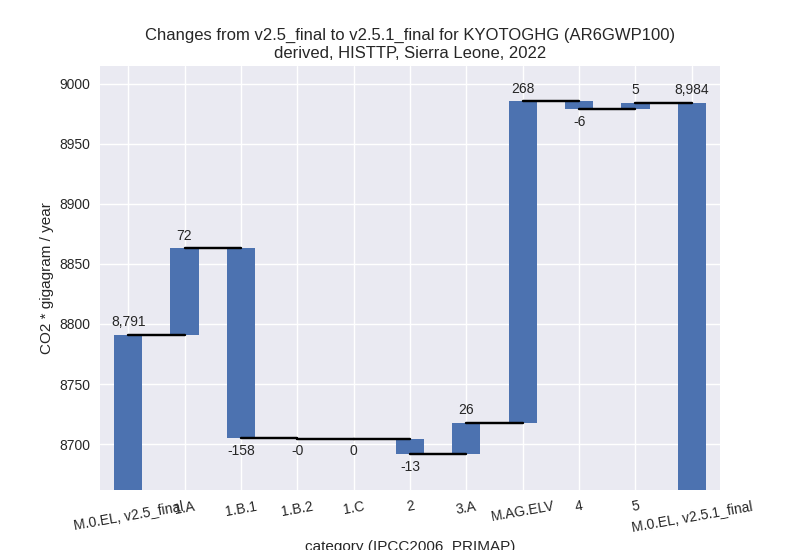 Changes from v2.5_final to v2.5.1_final for KYOTOGHG (AR6GWP100)
derived, HISTTP, Sierra Leone, 2022
CO2 * gigagram / year
9000
8950
8900
8850
8800
8750
8700
8,791
72
-158
-0
0
-13
26
268
-6
5
8,984
M.0.EL, v2.5_final
1.A
1.B.1
1.B.2
1.C
2
3.A
M.AG.ELV
4
5
M.0.EL, v2.5.1_final
category (IPCC2006_PRIMAP)